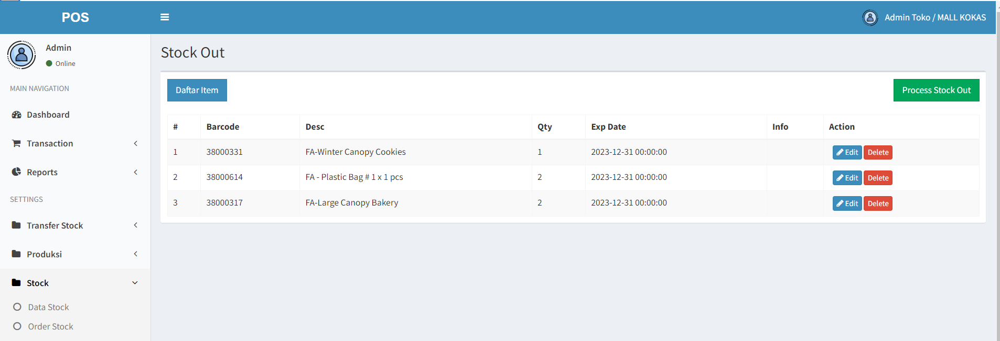 POS
Admin Toko / MALL KOKAS
Admin
Online
MAIN NAVIGATION
Dashboard
Transaction
Reports
SETTINGS
Transfer Stock
Produksi
Stock
Data Stock
Order Stock
Stock Out
Daftar Item
Process Stock Out
# Barcode Desc Qty Exp Date Info Action
1 38000331 FA-Winter Canopy Cookies 1 2023-12-31 00:00:00 Edit Delete
2 38000614 FA - Plastic Bag # 1 x 1 pcs 2 2023-12-31 00:00:00 Edit Delete
3 38000317 FA-Large Canopy Bakery 2 2023-12-31 00:00:00 Edit Delete